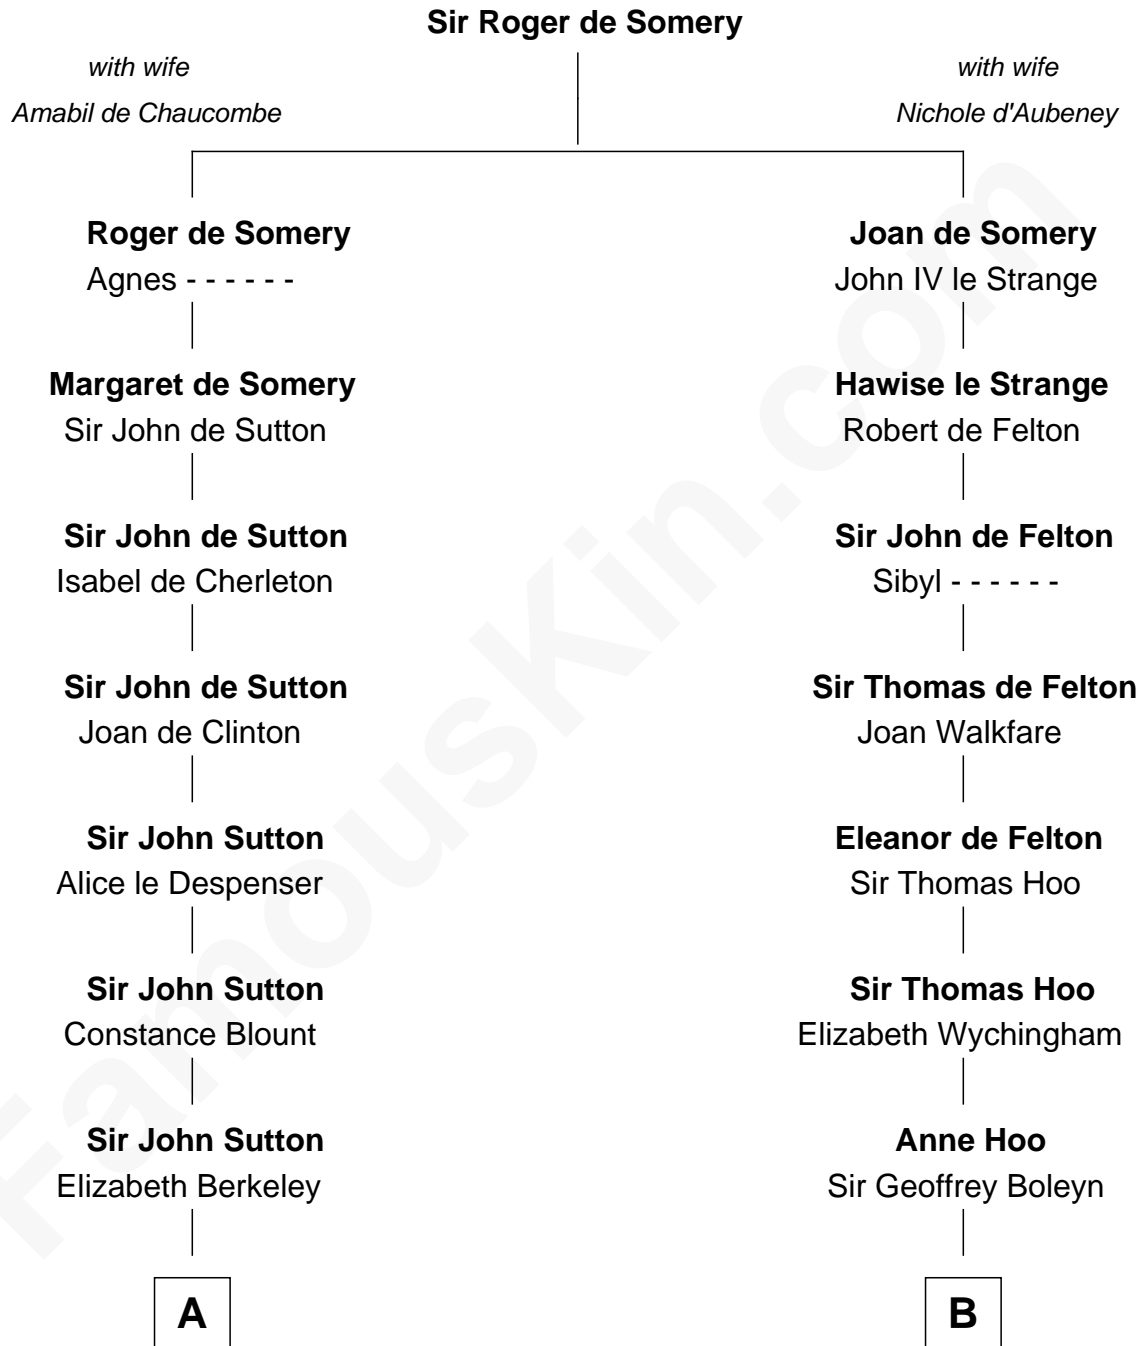 Sir Roger de Somery
with wife
Amabil de Chaucombe
with wife
Nichole d'Aubeney
Roger de Somery
Agnes - - - - - -
Joan de Somery
John IV le Strange
Margaret de Somery
Sir John de Sutton
Hawise le Strange
Robert de Felton
Sir John de Sutton
Isabel de Cherleton
Sir John de Felton
Sibyl - - - - - -
Sir John de Sutton
Joan de Clinton
Sir Thomas de Felton
Joan Walkfare
Sir John Sutton
Alice le Despenser
Eleanor de Felton
Sir Thomas Hoo
Sir John Sutton
Constance Blount
Sir Thomas Hoo
Elizabeth Wychingham
Sir John Sutton
Elizabeth Berkeley
Anne Hoo
Sir Geoffrey Boleyn
A
B
FamousKin.com